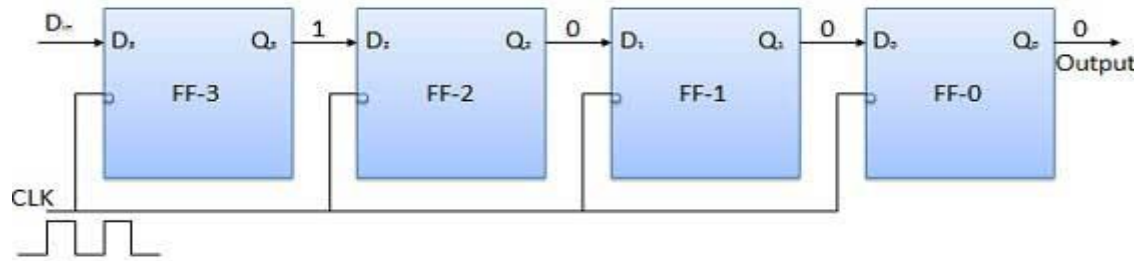 Dᵢₙ D₃ Q₃ 1 D₂ Q₂ 0 D₁ Q₁ 0 D₀ Q₀ 0
Output
FF-3 FF-2 FF-1 FF-0
CLK